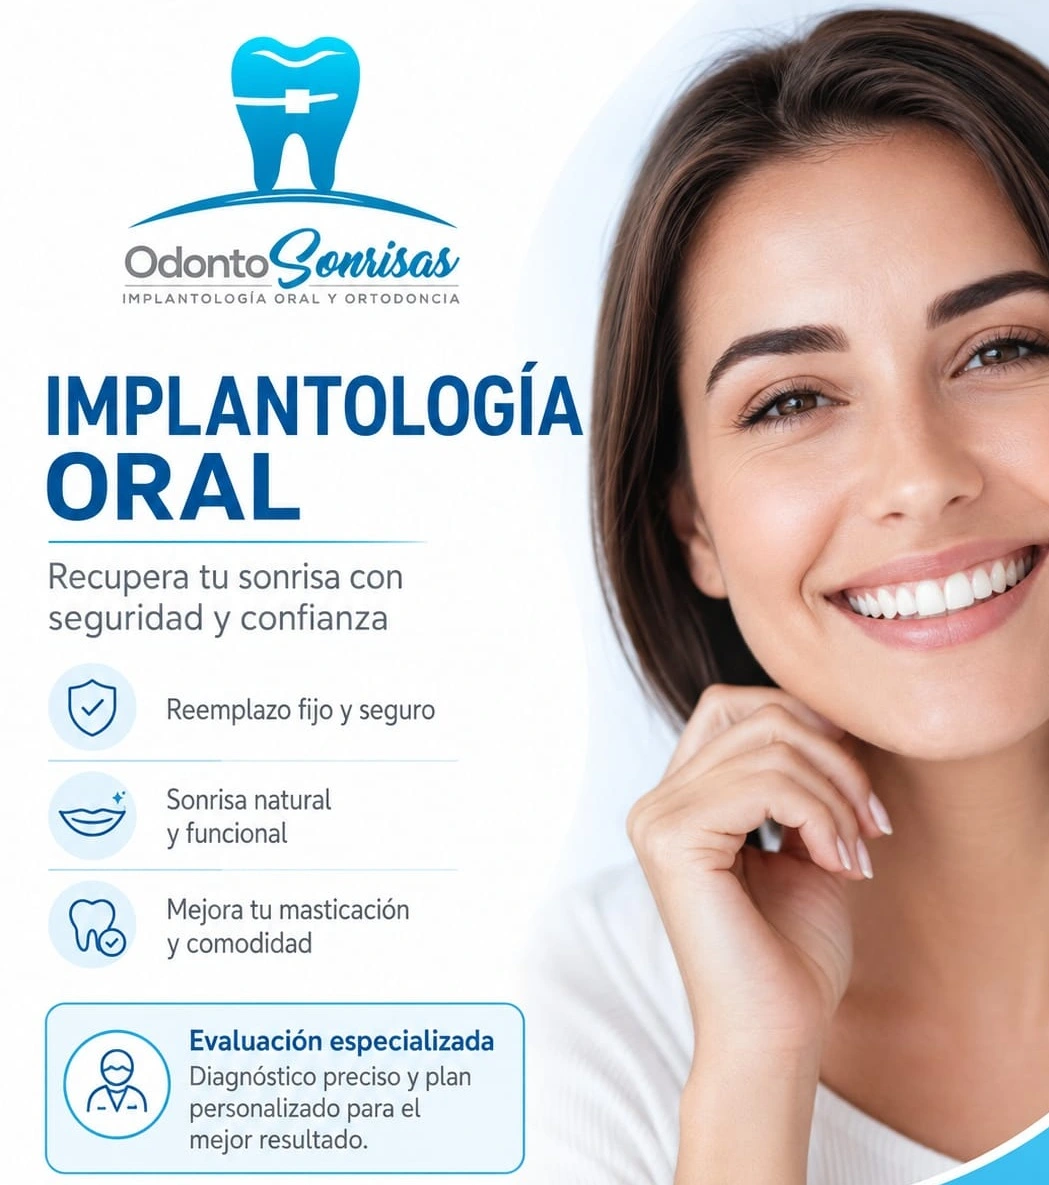 OdontoSonrisas
IMPLANTOLOGÍA ORAL Y ORTODONCIA
IMPLANTOLOGÍA
ORAL
Recupera tu sonrisa con
seguridad y confianza
Reemplazo fijo y seguro
Sonrisa natural
y funcional
Mejora tu masticación
y comodidad
Evaluación especializada
Diagnóstico preciso y plan
personalizado para el
mejor resultado.